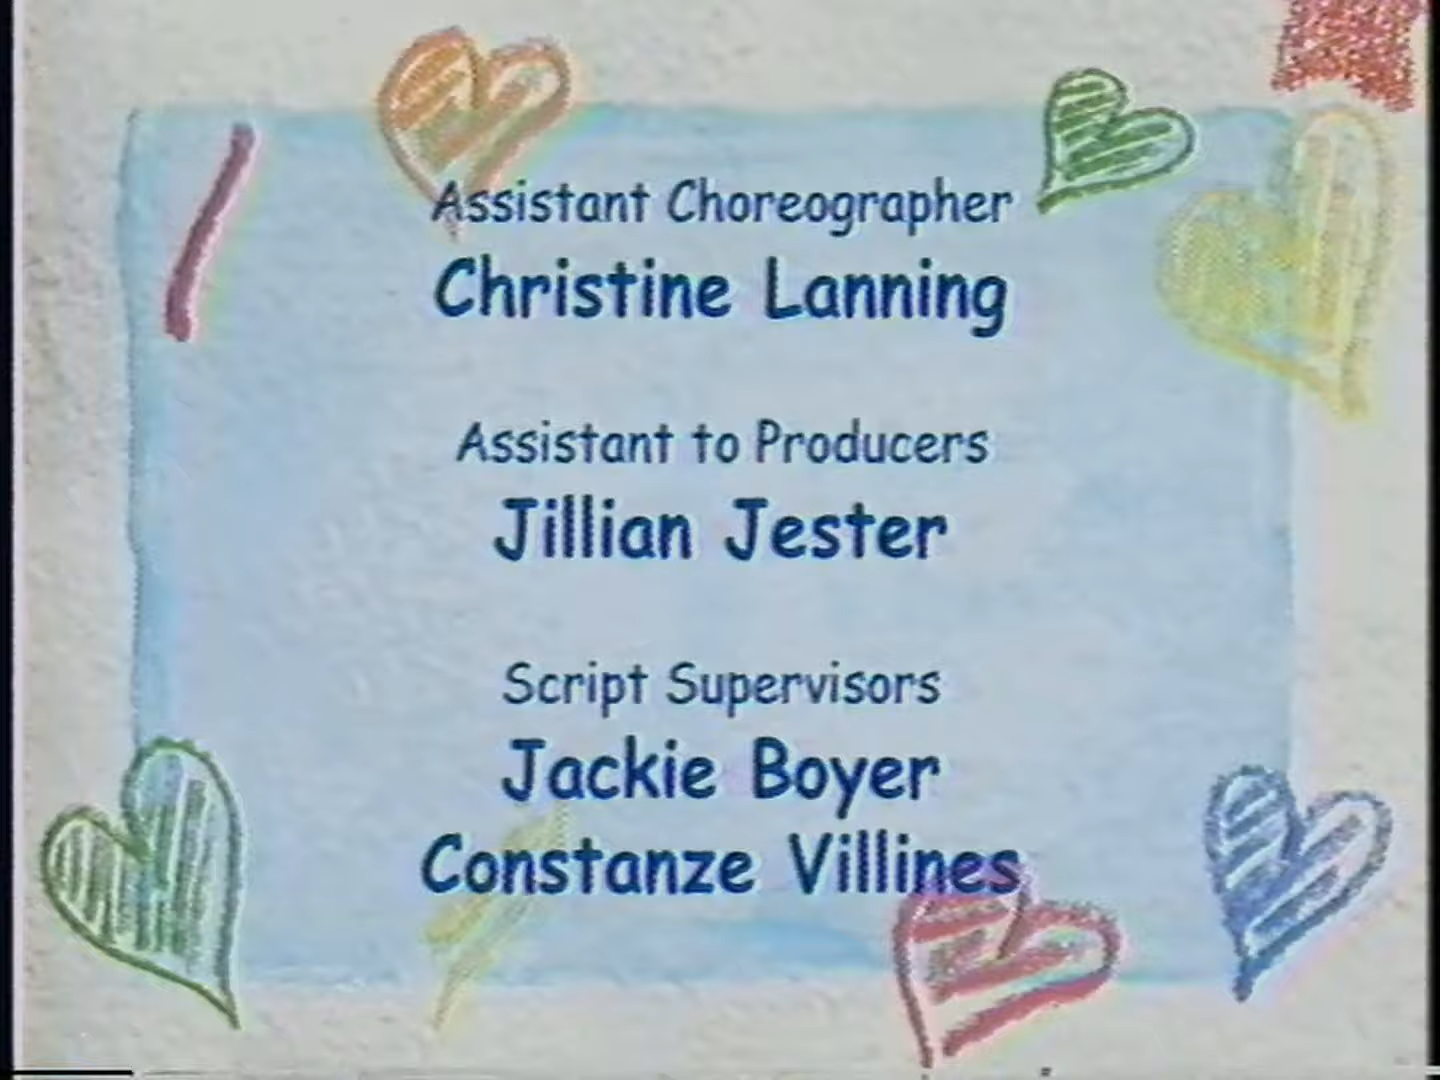 Assistant Choreographer
Christine Lanning
Assistant to Producers
Jillian Jester
Script Supervisors
Jackie Boyer
Constanze Villines